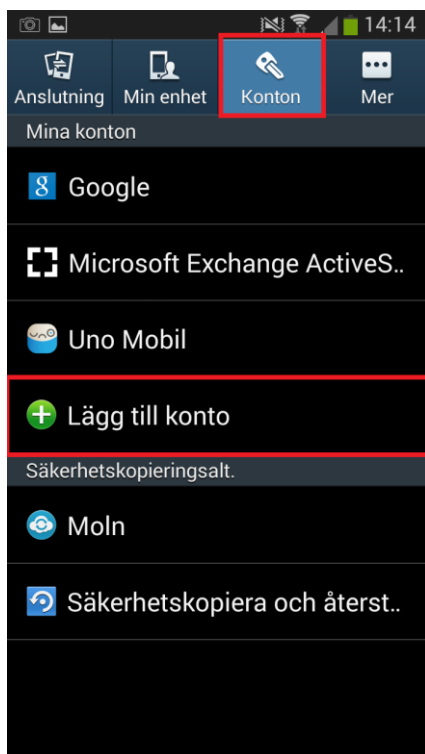 14:14
Anslutning Min enhet Konton Mer
Mina konton
Google
Microsoft Exchange ActiveS..
Uno Mobil
Lägg till konto
Säkerhetskopieringsalt.
Moln
Säkerhetskopiera och återst..